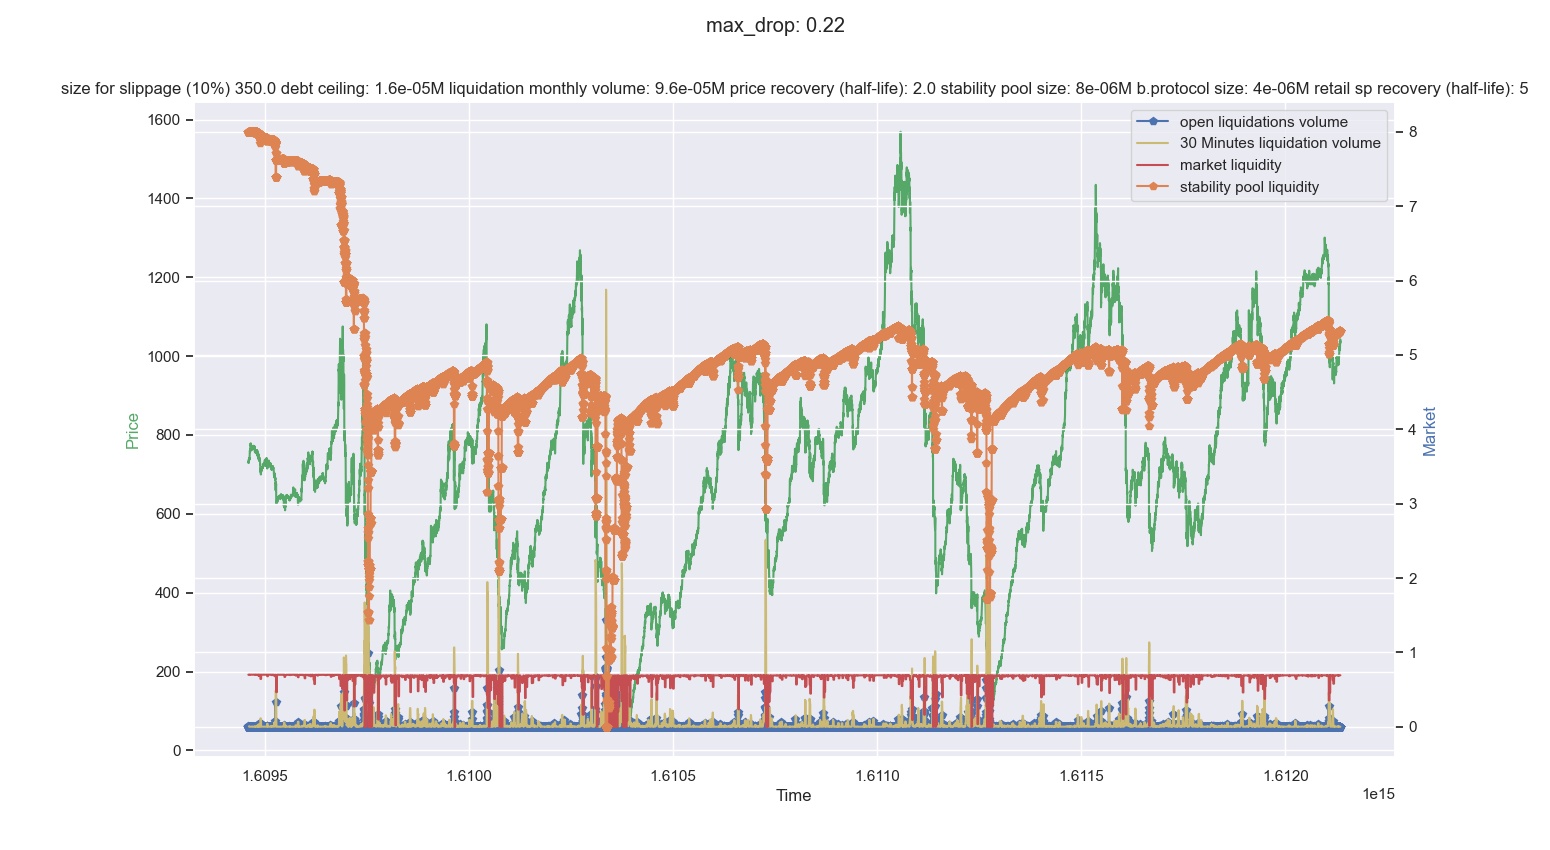 max_drop: 0.22
size for slippage (10%) 350.0 debt ceiling: 1.6e-05M liquidation monthly volume: 9.6e-05M price recovery (half-life): 2.0 stability pool size: 8e-06M b.protocol size: 4e-06M retail sp recovery (half-life): 5
open liquidations volume
30 Minutes liquidation volume
market liquidity
stability pool liquidity
1600
1400
1200
1000
800
600
400
200
0
Price
8
7
6
5
4
3
2
1
0
Market
1.6095 1.6100 1.6105 1.6110 1.6115 1.6120
1e15
Time